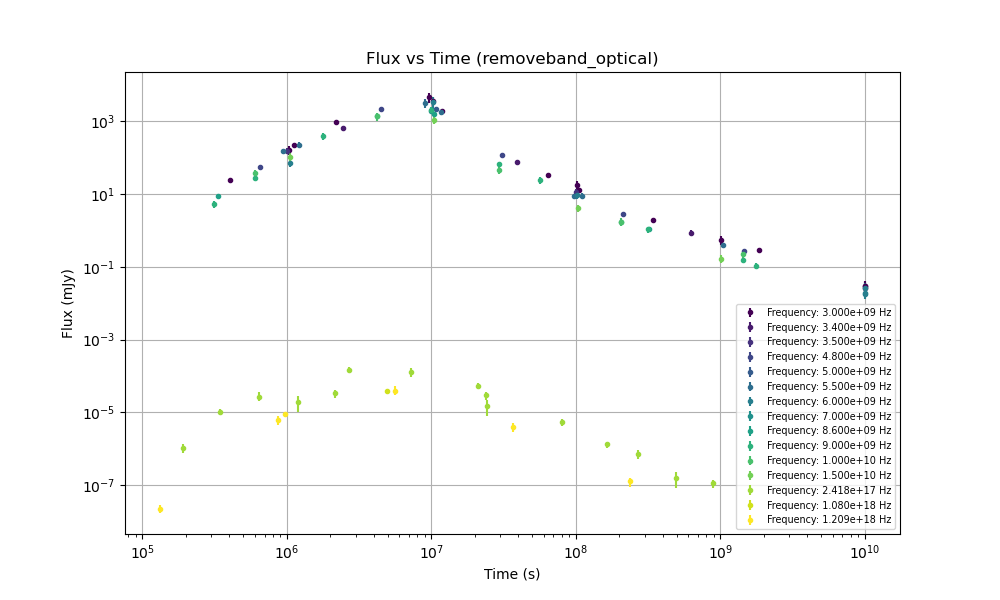 Flux vs Time (removeband_optical)
Flux (mJy)
10^3
10^1
10^-1
10^-3
10^-5
10^-7
Frequency: 3.000e+09 Hz
Frequency: 3.400e+09 Hz
Frequency: 3.500e+09 Hz
Frequency: 4.800e+09 Hz
Frequency: 5.000e+09 Hz
Frequency: 5.500e+09 Hz
Frequency: 6.000e+09 Hz
Frequency: 7.000e+09 Hz
Frequency: 8.600e+09 Hz
Frequency: 9.000e+09 Hz
Frequency: 1.000e+10 Hz
Frequency: 1.500e+10 Hz
Frequency: 2.418e+17 Hz
Frequency: 1.080e+18 Hz
Frequency: 1.209e+18 Hz
10^5 10^6 10^7 10^8 10^9 10^10
Time (s)